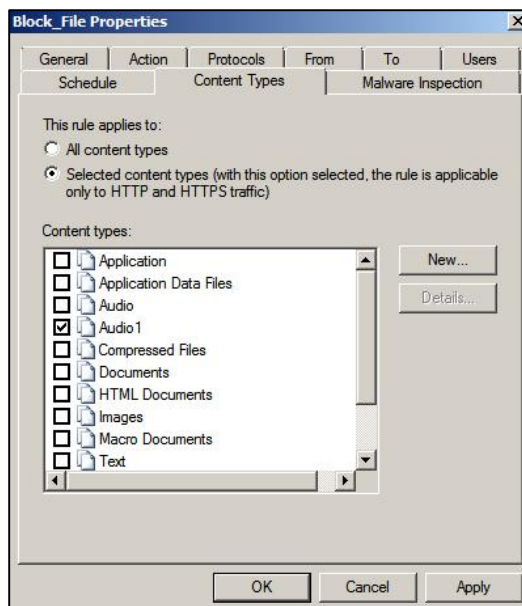 Block_File Properties
General Action Protocols From To Users
Schedule Content Types Malware Inspection
This rule applies to:
All content types
Selected content types (with this option selected, the rule is applicable
only to HTTP and HTTPS traffic)
Content types:
Application
Application Data Files
Audio
Audio1
Compressed Files
Documents
HTML Documents
Images
Macro Documents
Text
New...
Details...
OK Cancel Apply